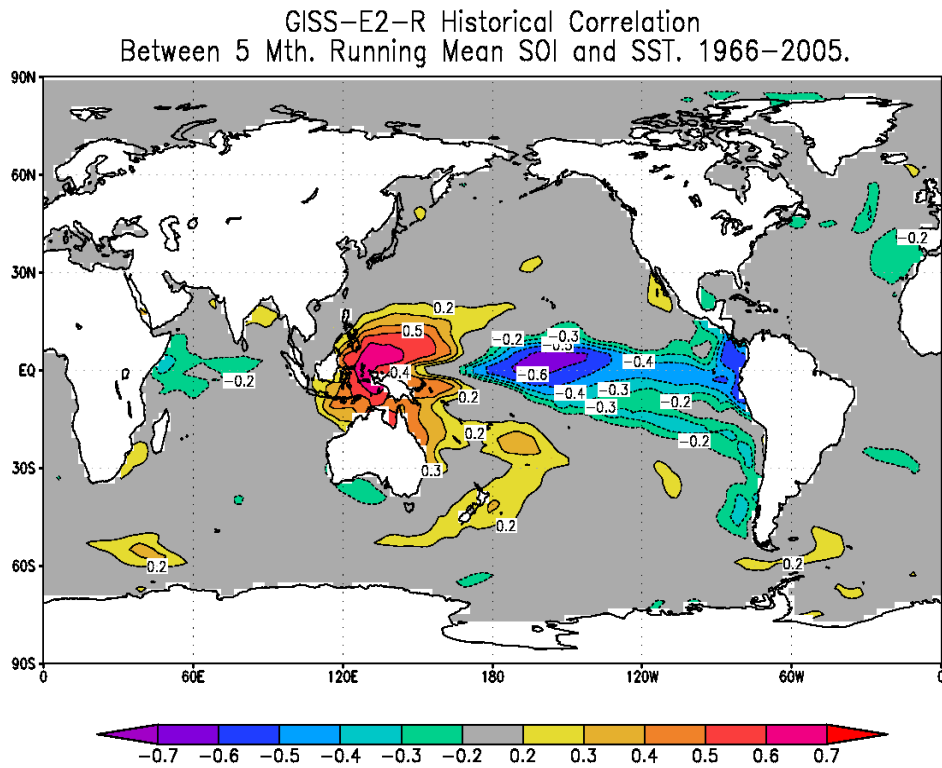 GISS-E2-R Historical Correlation
Between 5 Mth. Running Mean SOI and SST. 1966-2005.
90N
60N
-0.2
30N
0.2
0.5
0.2
-0.2
-0.3
-0.4
EQ
-0.2
0.4
-0.6
-0.4
-0.3
-0.2
0.2
-0.3
0.2
-0.2
30S
0.3
0.2
60S
0.2
0.2
90S
0
60E
120E
180
120W
60W
0
-0.7 -0.6 -0.5 -0.4 -0.3 -0.2 0.2 0.3 0.4 0.5 0.6 0.7